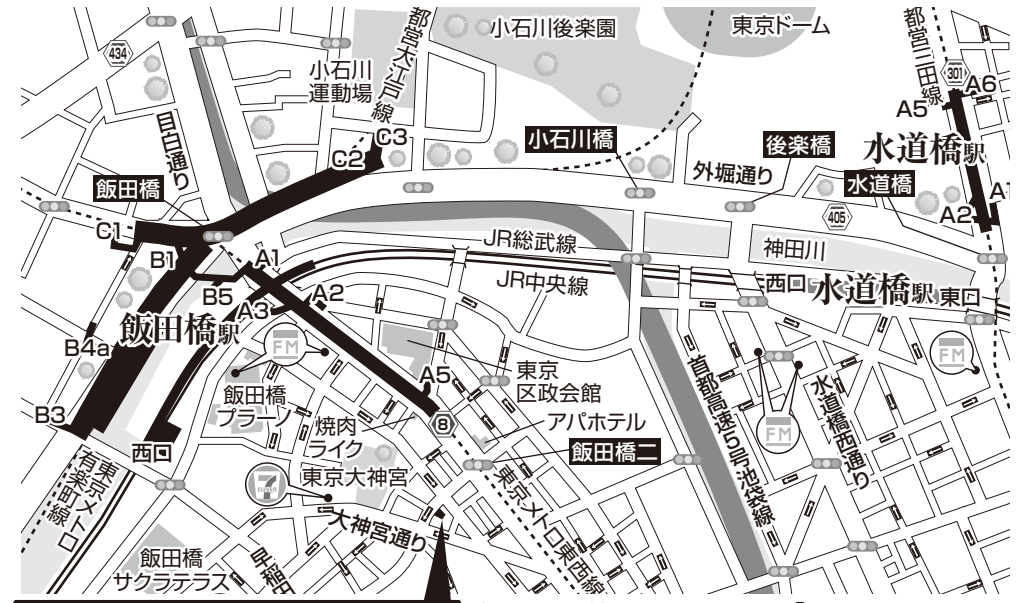 小石川後楽園
東京ドーム
都営三田線
都営大江戸線
434
301
A6
A5
小石川
運動場
目白通り
C3
C2
小石川橋
後楽橋
水道橋駅
飯田橋
外堀通り
水道橋
A1
A2
405
C1
B1
A1
JR総武線
神田川
JR中央線
西口
水道橋駅
東口
B5
A3
A2
飯田橋駅
B4a
FM
FM
FM
東京
区政会館
A5
飯田橋
プラーノ
焼肉
ライク
8
アパホテル
飯田橋二
B3
西口
東京大神宮
7
ELEVEn
大神宮通り
首都高速5号池袋線
水道橋西通り
東京メトロ
有楽町線
東京メトロ東西線
飯田橋
サクラテラス
早稲田